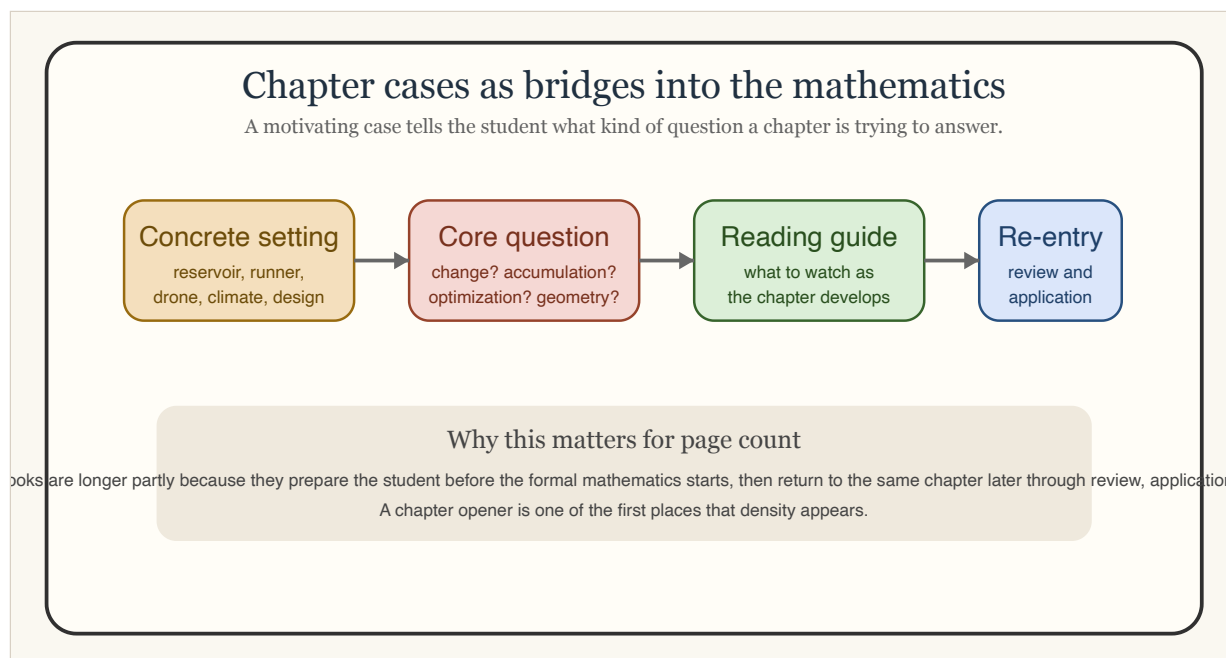 Chapter cases as bridges into the mathematics
A motivating case tells the student what kind of question a chapter is trying to answer.
Concrete setting
reservoir, runner,
drone, climate, design
Core question
change? accumulation?
optimization? geometry?
Reading guide
what to watch as
the chapter develops
Re-entry
review and
application
Why this matters for page count
are longer partly because they prepare the student before the formal mathematics starts, then return to the same chapter later through review,
A chapter opener is one of the first places that density appears.